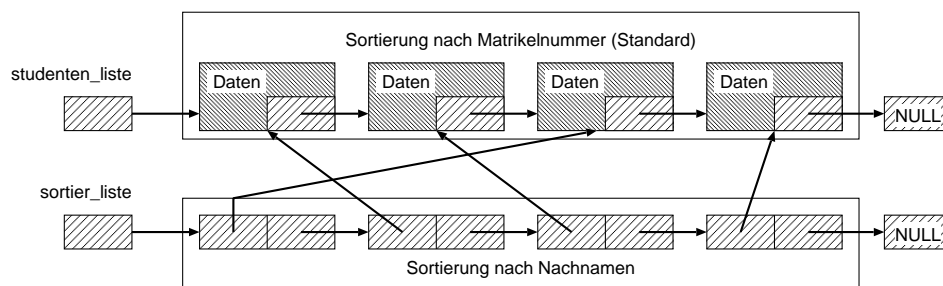 Sortierung nach Matrikelnummer (Standard)
studenten_liste
Daten Daten Daten Daten
NULL
sortier_liste
NULL
Sortierung nach Nachnamen